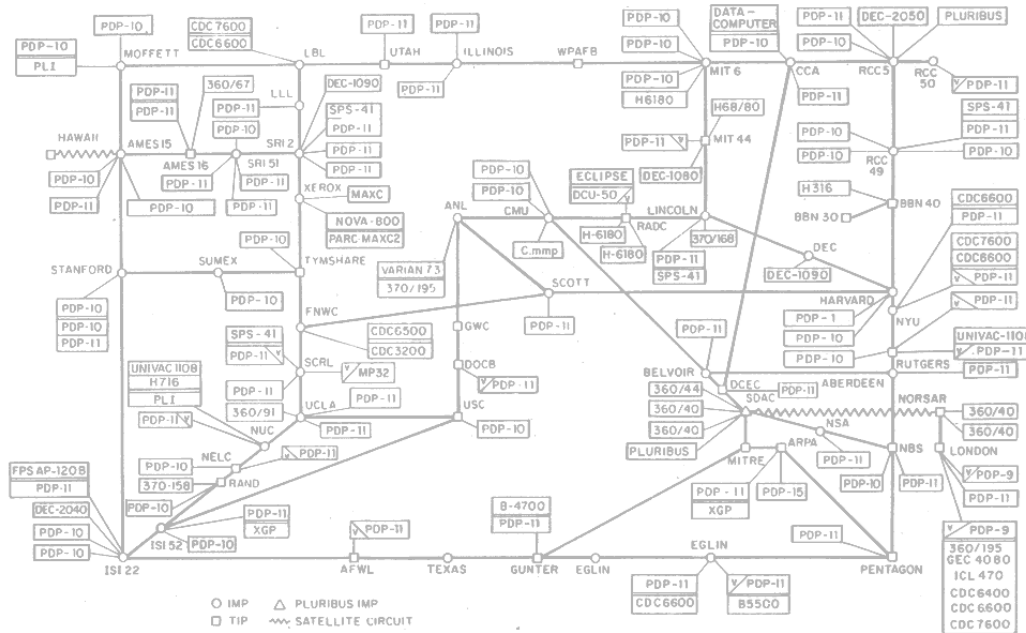 PDP-10
PDP-10
PLI
MOFFETT
CDC7600
CDC6600
LBL
PDP-11
UTAH
PDP-11
ILLINOIS
PDP-11
WPAFB
PDP-10
PDP-10
PDP-10
H6180
MIT 6
DATA-
COMPUTER
PDP-10
CCA
PDP-11
PDP-11
PDP-10
DEC-2050
PLURIBUS
RCC 5
RCC
50
PDP-11
LLL
PDP-11
PDP-11
360/67
PDP-11
DEC-1090
SPS-41
PDP-11
PDP-11
PDP-11
SRI 2
PDP-10
HAWAII
AMES 15
AMES 16
SRI 51
PDP-11
PDP-11
PDP-10
PDP-11
PDP-10
H68/80
PDP-11
MIT 44
DEC-1080
SPS-41
PDP-11
PDP-10
PDP-10
PDP-10
RCC
49
XEROX
MAXC
NOVA-800
PARC-MAXC2
PDP-10
TYMSHARE
PDP-10
PDP-10
ANL
CMU
C.mmp
ECLIPSE
DCU-50
RADC
H-6180
H-6180
LINCOLN
370/168
PDP-11
SPS-41
H316
BBN 40
BBN 30
CDC6600
PDP-11
CDC7600
CDC6600
PDP-11
PDP-11
DEC
DEC-1090
STANFORD
SUMEX
PDP-10
PDP-10
PDP-10
PDP-11
VARIAN 73
370/195
SCOTT
PDP-11
HARVARD
PDP-1
PDP-10
PDP-10
NYU
FNWC
CDC6500
CDC3200
GWC
SPS-41
PDP-11
SCRL
MP32
PDP-11
DOCB
PDP-11
UNIVAC 1108
H716
PLI
PDP-11
360/91
UCLA
PDP-11
PDP-11
USC
PDP-10
PDP-11
BELVOIR
DCEC
PDP-11
ABERDEEN
UNIVAC-1108
PDP-11
RUTGERS
PDP-11
360/44
360/40
360/40
PLURIBUS
SDAC
NORSAR
360/40
360/40
NUC
NELC
PDP-10
PDP-11
370-158
RAND
PDP-10
NSA
PDP-11
MITRE
ARPA
PDP-11
XGP
PDP-15
NBS
PDP-10
PDP-11
LONDON
PDP-9
PDP-11
FPS AP-120B
PDP-11
DEC-2040
PDP-10
PDP-10
ISI 22
ISI 52
PDP-11
XGP
PDP-10
PDP-11
AFWL
TEXAS
B-4700
PDP-11
GUNTER
EGLIN
EGLIN
PDP-11
CDC6600
PDP-11
B5500
PDP-11
PENTAGON
PDP-9
360/195
GEC 4080
ICL 470
CDC6400
CDC6600
CDC7600
IMP
PLURIBUS IMP
TIP
SATELLITE CIRCUIT